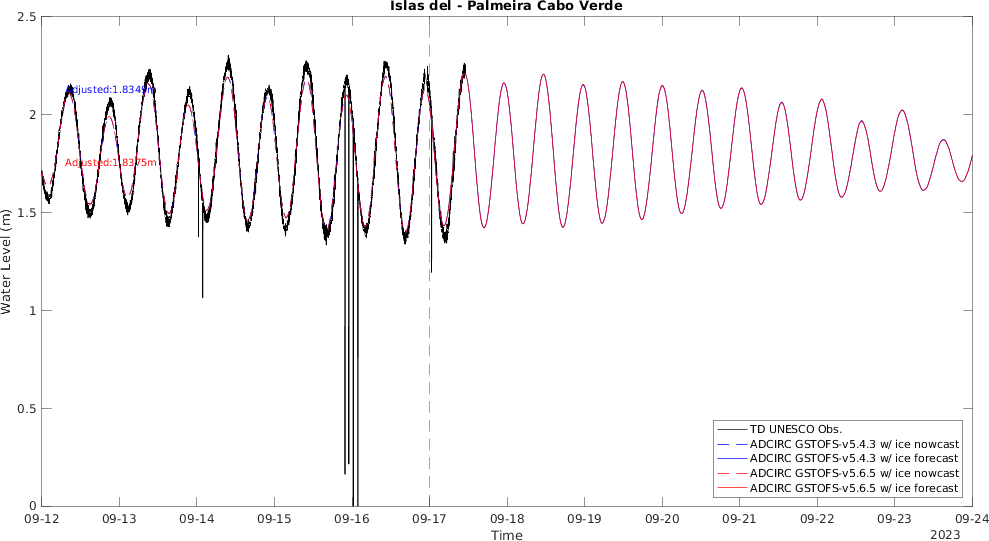 Islas del - Palmeira Cabo Verde
2.5
2
1.5
1
0.5
0
Water Level (m)
Adjusted:1.8349m
Adjusted:1.8375m
TD UNESCO Obs.
ADCIRC GSTOFS-v5.4.3 w/ ice nowcast
ADCIRC GSTOFS-v5.4.3 w/ ice forecast
ADCIRC GSTOFS-v5.6.5 w/ ice nowcast
ADCIRC GSTOFS-v5.6.5 w/ ice forecast
09-12 09-13 09-14 09-15 09-16 09-17 09-18 09-19 09-20 09-21 09-22 09-23 09-24
Time
2023